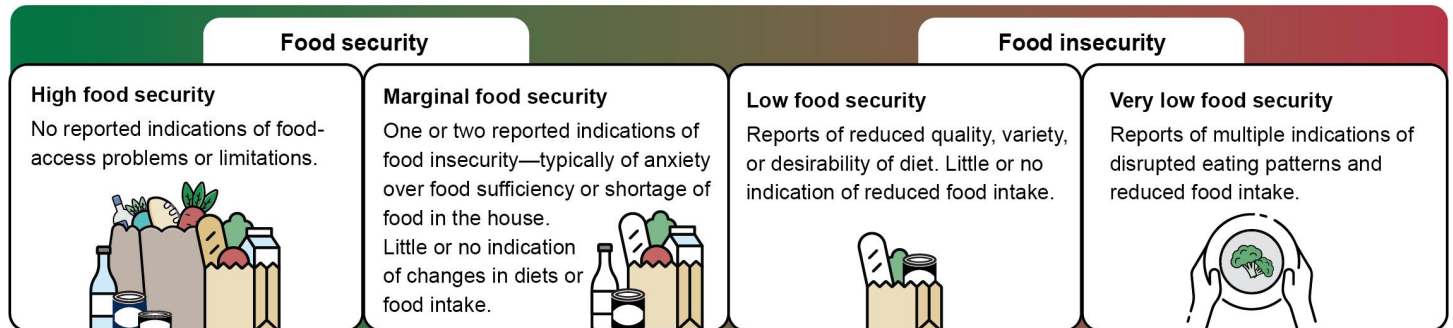 Food security
High food security
No reported indications of food-
access problems or limitations.
Marginal food security
One or two reported indications of
food insecurity—typically of anxiety
over food sufficiency or shortage of
food in the house.
Little or no indication
of changes in diets or
food intake.
Food insecurity
Low food security
Reports of reduced quality, variety,
or desirability of diet. Little or no
indication of reduced food intake.
Very low food security
Reports of multiple indications of
disrupted eating patterns and
reduced food intake.